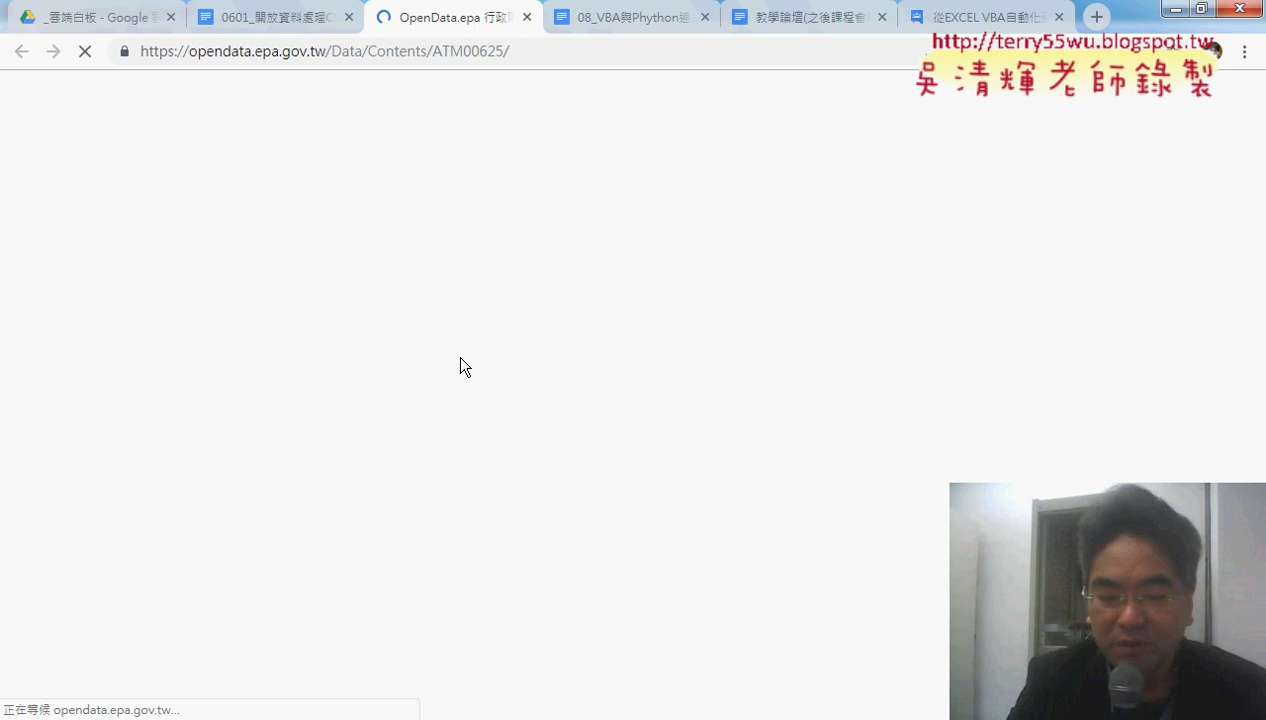 _雲端白板 - Google
0601_開放資料處理C
OpenData.epa 行政
08_VBA與Phython連
教學論壇(之後課程會
從EXCEL VBA自動化
https://opendata.epa.gov.tw/Data/Contents/ATM00625/
http://terry55wu.blogspot.tw
吳清輝老師錄製
正在等候 opendata.epa.gov.tw...